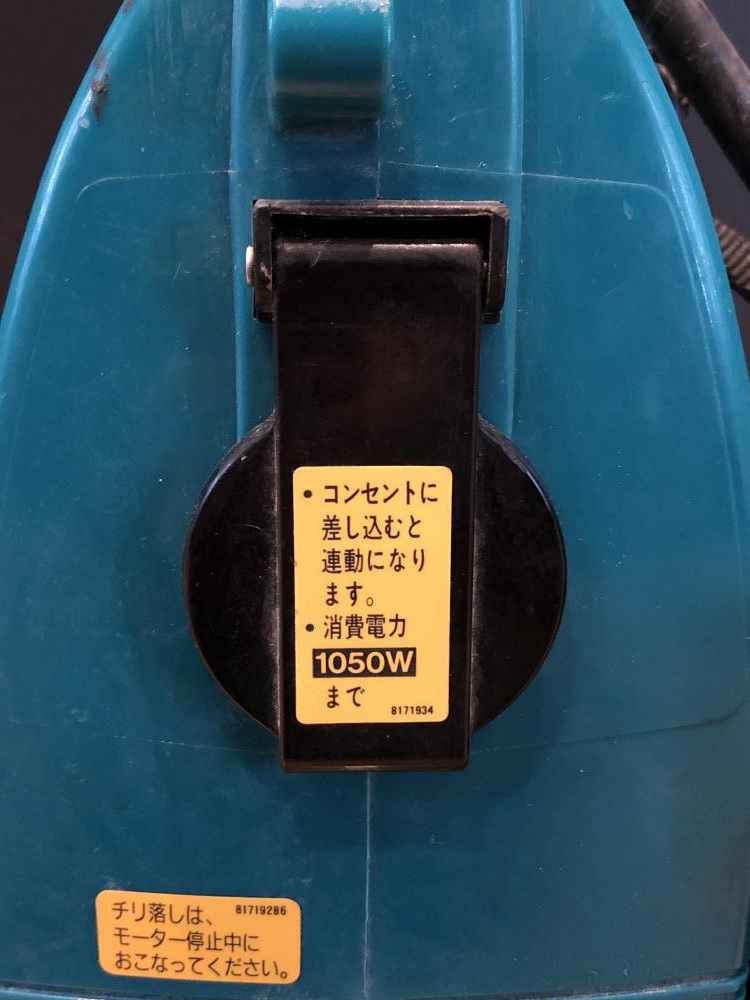 • コンセントに
差し込むと
連動になり
ます。
• 消費電力
1050W
まで
8171934
チリ落しは、 81719286
モーター停止中に
おこなってください。